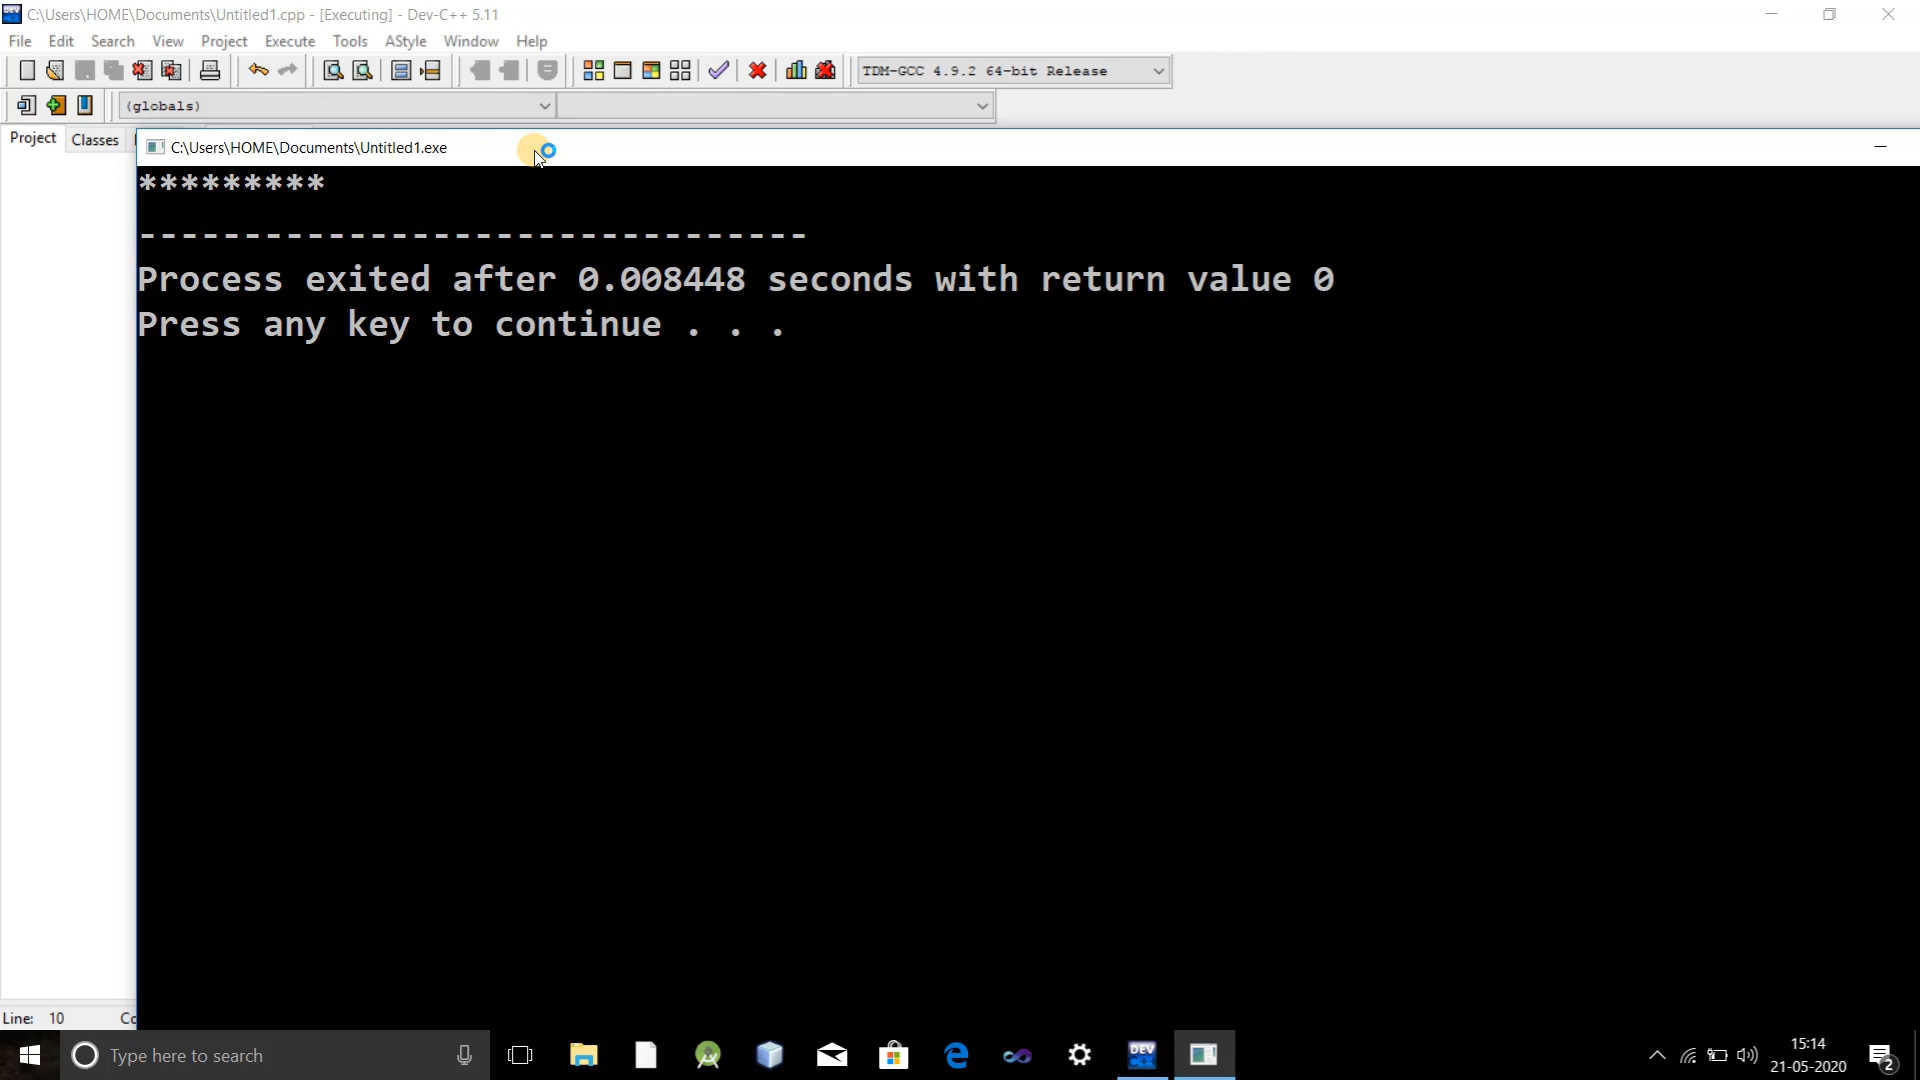 C:\Users\HOME\Documents\Untitled1.cpp - [Executing] - Dev-C++ 5.11
File Edit Search View Project Execute Tools AStyle Window Help
TDM-GCC 4.9.2 64-bit Release
(globals)
Project Classes
C:\Users\HOME\Documents\Untitled1.exe
*********
--------------------------------
Process exited after 0.008448 seconds with return value 0
Press any key to continue . . .
Line: 10
Type here to search
DEV
15:14
21-05-2020
2